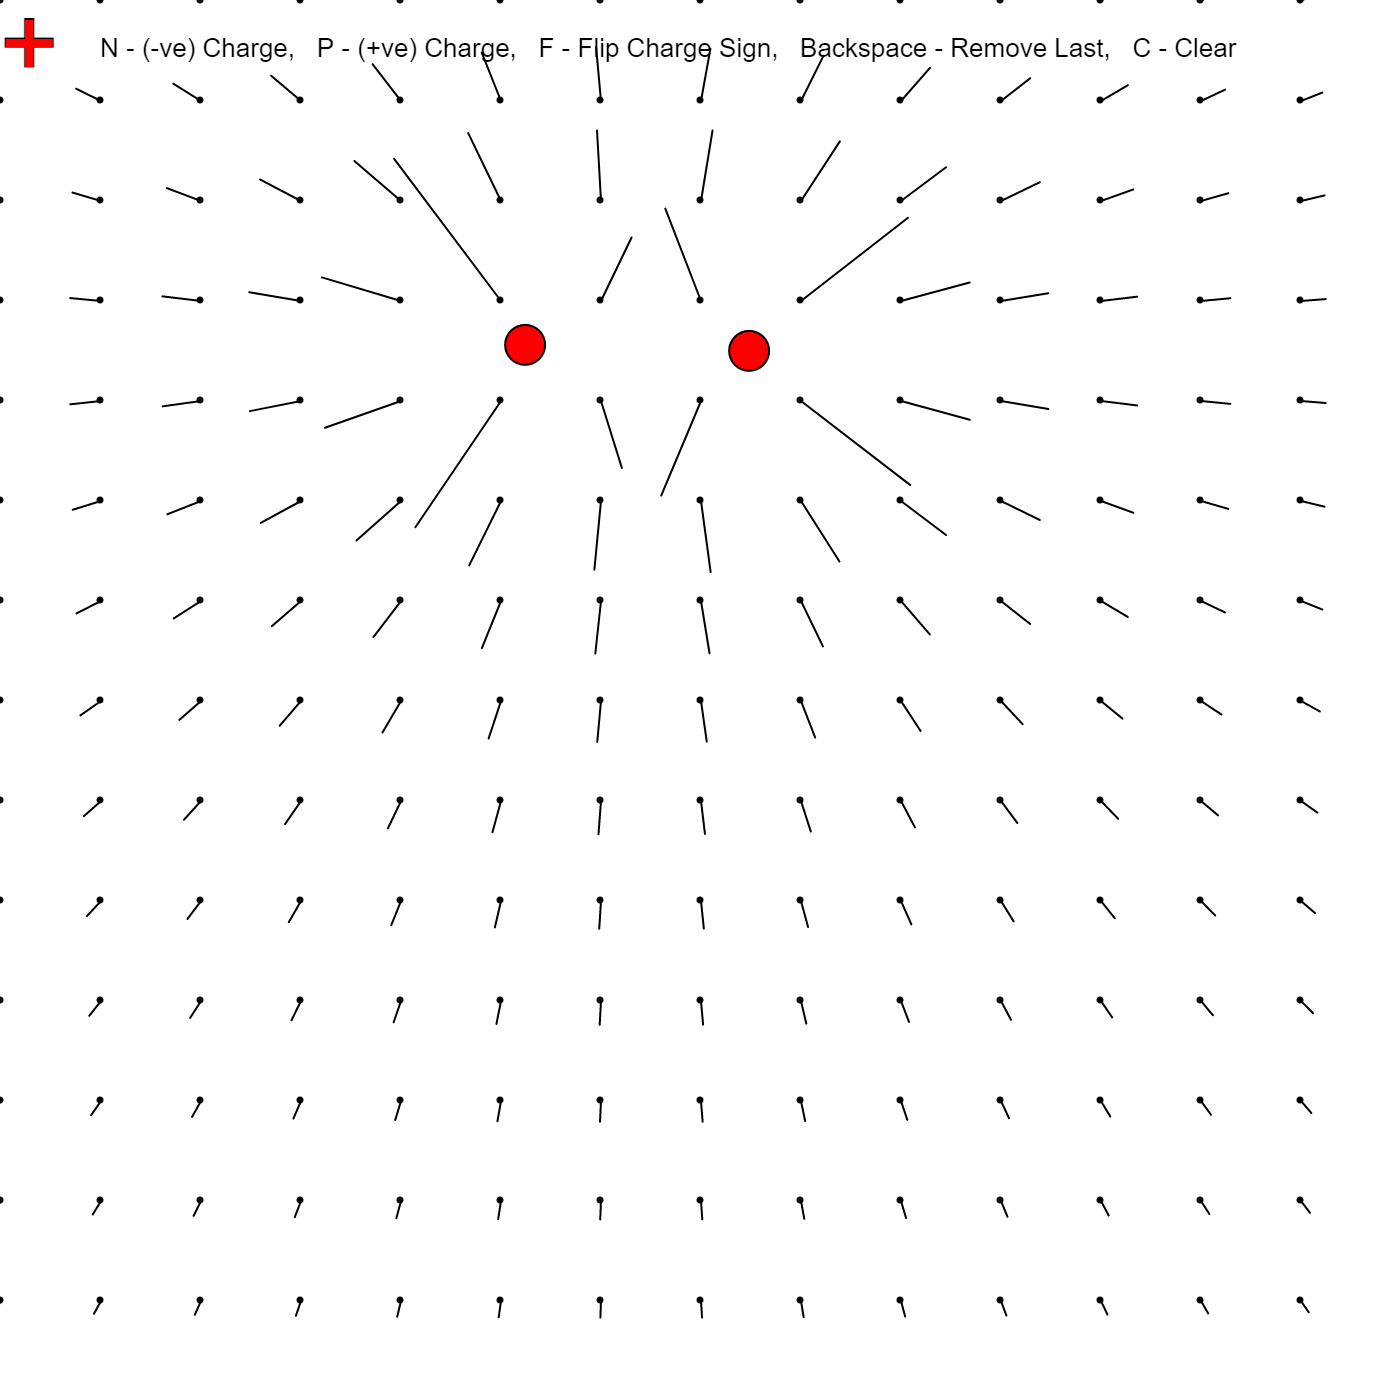 N - (-ve) Charge,   P - (+ve) Charge,   F - Flip Charge Sign,   Backspace - Remove Last,   C - Clear